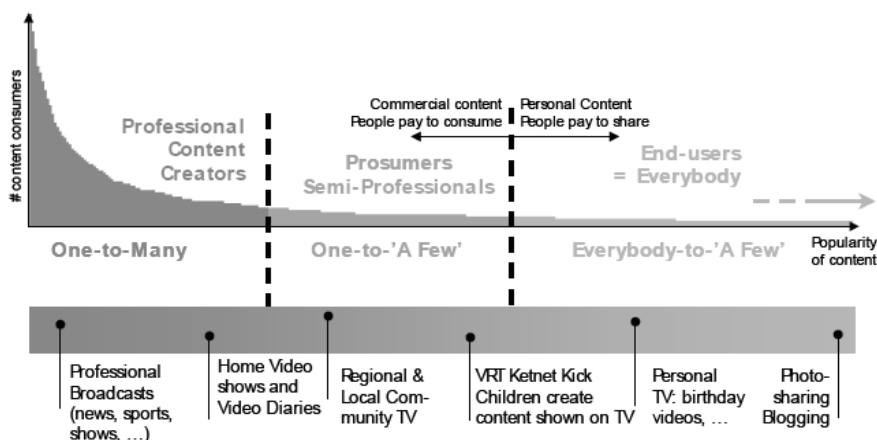 # content consumers
Professional
Content
Creators
Commercial content
People pay to consume
Personal Content
People pay to share
Prosumers
Semi-Professionals
End-users
= Everybody
One-to-Many
One-to-'A Few'
Everybody-to-'A Few'
Popularity
of content
Professional
Broadcasts
(news, sports,
shows, ...)
Home Video
shows and
Video Diaries
Regional &
Local Com-
munity TV
VRT Ketnet Kick
Children create
content shown on TV
Personal
TV: birthday
videos, ...
Photo-
sharing
Blogging